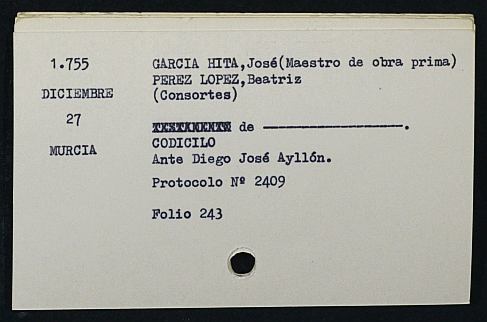 1.755 GARCIA HITA,José(Maestro de obra prima)
PEREZ LOPEZ,Beatriz
DICIEMBRE (Consortes)
27 TESTAMENTO de ———————————.
CODICILO
MURCIA Ante Diego José Ayllón.
Protocolo Nº 2409
Folio 243